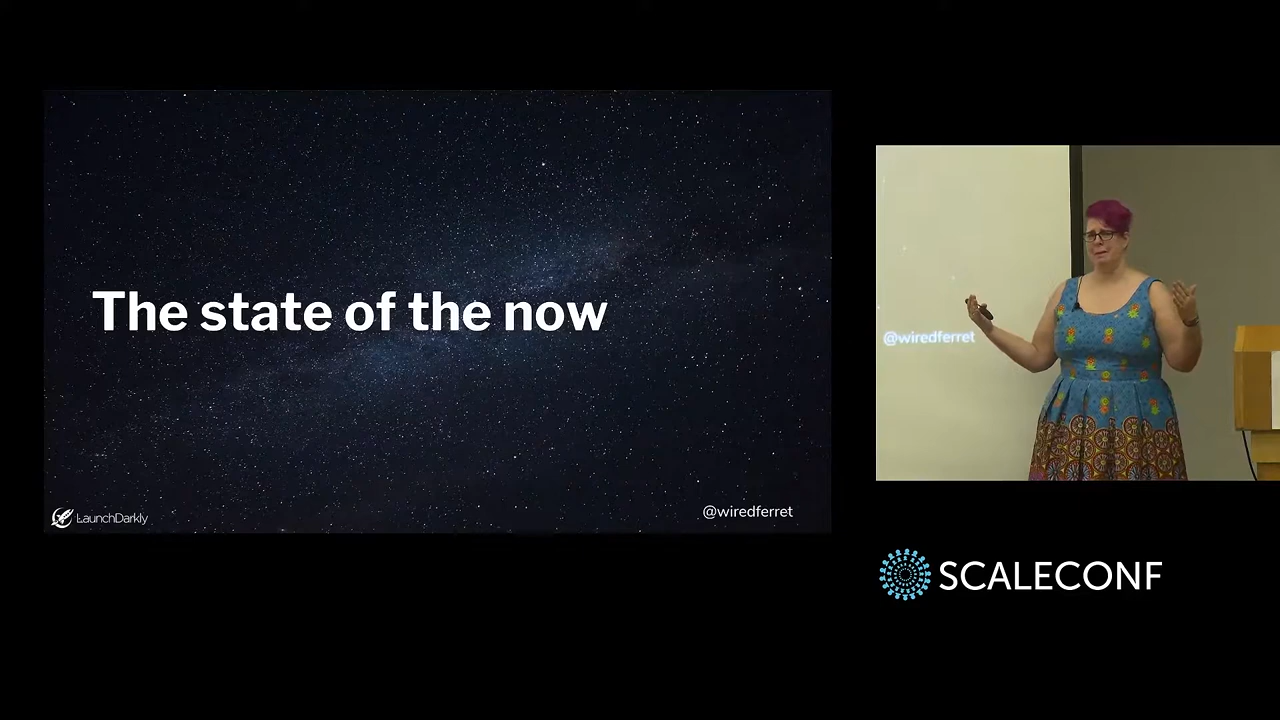 The state of the now
LaunchDarkly
@wiredferret
@wiredferret
SCALECONF